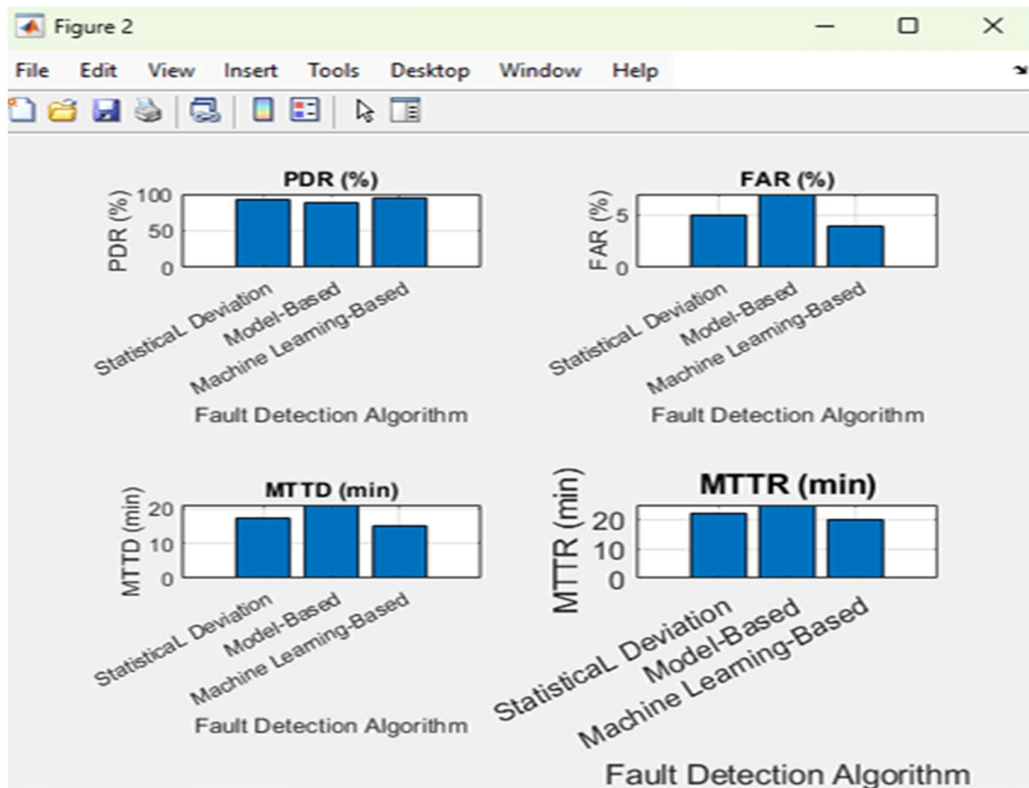 Figure 2
File Edit View Insert Tools Desktop Window Help
PDR (%)
PDR (%)
100
50
0
StatisticaL Deviation
Model-Based
Machine Learning-Based
Fault Detection Algorithm
FAR (%)
FAR (%)
5
0
StatisticaL Deviation
Model-Based
Machine Learning-Based
Fault Detection Algorithm
MTTD (min)
MTTD (min)
20
10
0
StatisticaL Deviation
Model-Based
Machine Learning-Based
Fault Detection Algorithm
MTTR (min)
MTTR (min)
20
10
0
StatisticaL Deviation
Model-Based
Machine Learning-Based
Fault Detection Algorithm